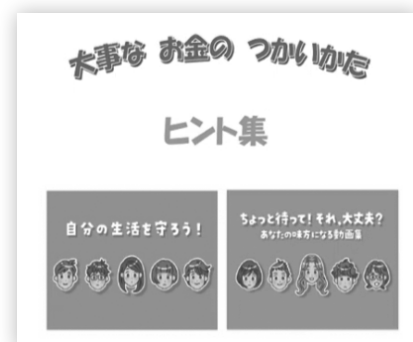 大事な お金の つかいかた
ヒント集
自分の生活を守ろう！
ちょっと待って！それ、大丈夫？
あなたの味方になる動画集